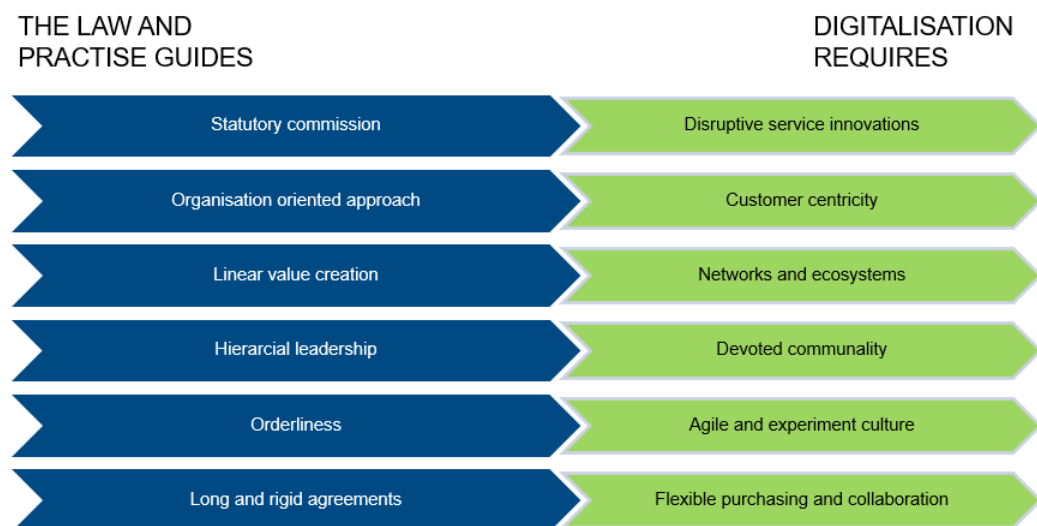 THE LAW AND
PRACTISE GUIDES
DIGITALISATION
REQUIRES
Statutory commission
Disruptive service innovations
Organisation oriented approach
Customer centricity
Linear value creation
Networks and ecosystems
Hierarcial leadership
Devoted communality
Orderliness
Agile and experiment culture
Long and rigid agreements
Flexible purchasing and collaboration